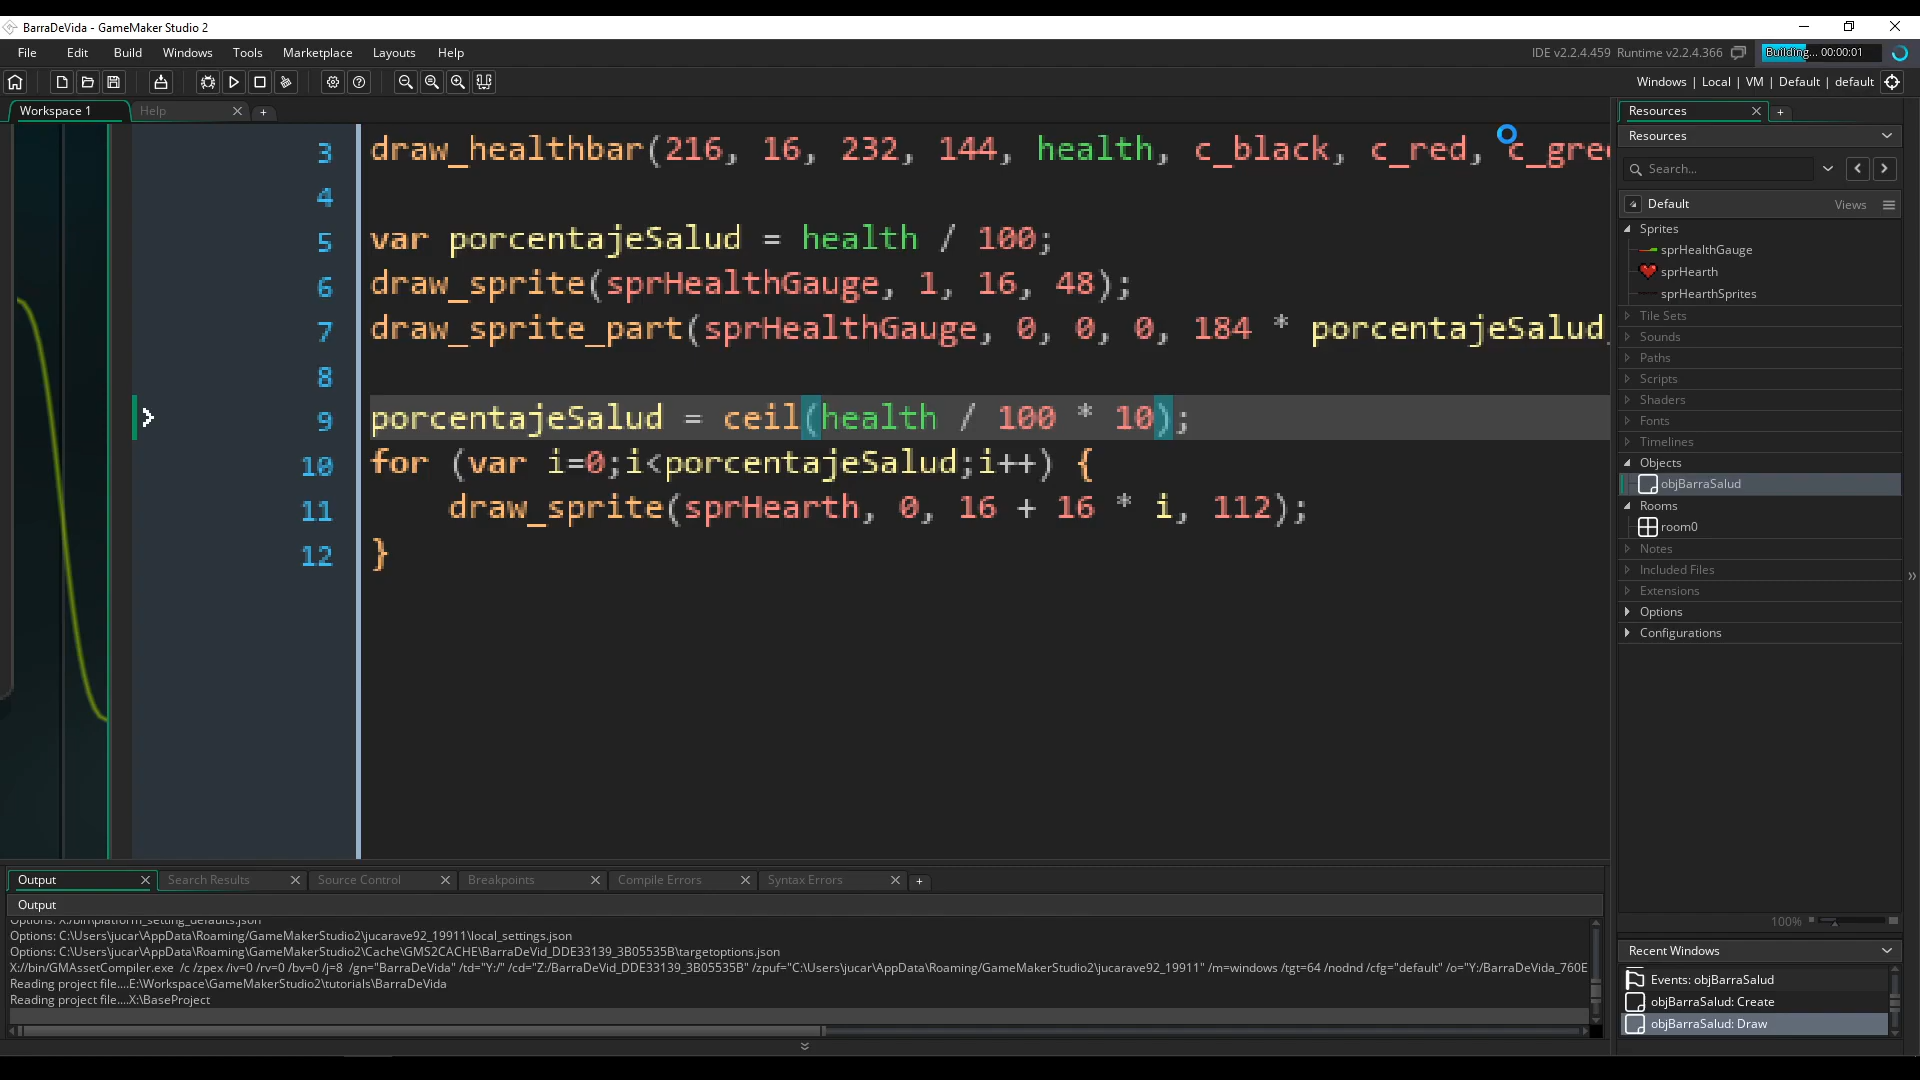 BarraDeVida - GameMaker Studio 2
File Edit Build Windows Tools Marketplace Layouts Help
IDE v2.2.4.459 Runtime v2.2.4.366
Building... 00:00:01
Windows | Local | VM | Default | default
Workspace 1
Help
3 draw_healthbar(216, 16, 232, 144, health, c_black, c_red, c_gree
4
5 var porcentajeSalud = health / 100;
6 draw_sprite(sprHealthGauge, 1, 16, 48);
7 draw_sprite_part(sprHealthGauge, 0, 0, 0, 184 * porcentajeSalud
8
9 porcentajeSalud = ceil(health / 100 * 10);
10 for (var i=0;i<porcentajeSalud;i++) {
11 draw_sprite(sprHearth, 0, 16 + 16 * i, 112);
12 }
Resources
Resources
Search...
Default Views
Sprites
sprHealthGauge
sprHearth
sprHearthSprites
Tile Sets
Sounds
Paths
Scripts
Shaders
Fonts
Timelines
Objects
objBarraSalud
Rooms
room0
Notes
Included Files
Extensions
Options
Configurations
100%
Recent Windows
Events: objBarraSalud
objBarraSalud: Create
objBarraSalud: Draw
Output Search Results Source Control Breakpoints Compile Errors Syntax Errors
Output
Options: X:/bin\platform_setting_defaults.json
Options: C:\Users\jucar\AppData\Roaming/GameMakerStudio2\jucarave92_19911\local_settings.json
Options: C:\Users\jucar\AppData\Roaming\GameMakerStudio2\Cache\GMS2CACHE\BarraDeVid_DDE33139_3B05535B\targetoptions.json
X://bin/GMAssetCompiler.exe /c /zpex /iv=0 /rv=0 /bv=0 /j=8 /gn="BarraDeVida" /td="Y:/" /cd="Z:/BarraDeVid_DDE33139_3B05535B" /zpuf="C:\Users\jucar\AppData\Roaming/GameMakerStudio2\jucarave92_19911" /m=windows /tgt=64 /nodnd /cfg="default" /o="Y:/BarraDeVida_760E
Reading project file....E:\Workspace\GameMakerStudio2\tutorials\BarraDeVida
Reading project file....X:\BaseProject